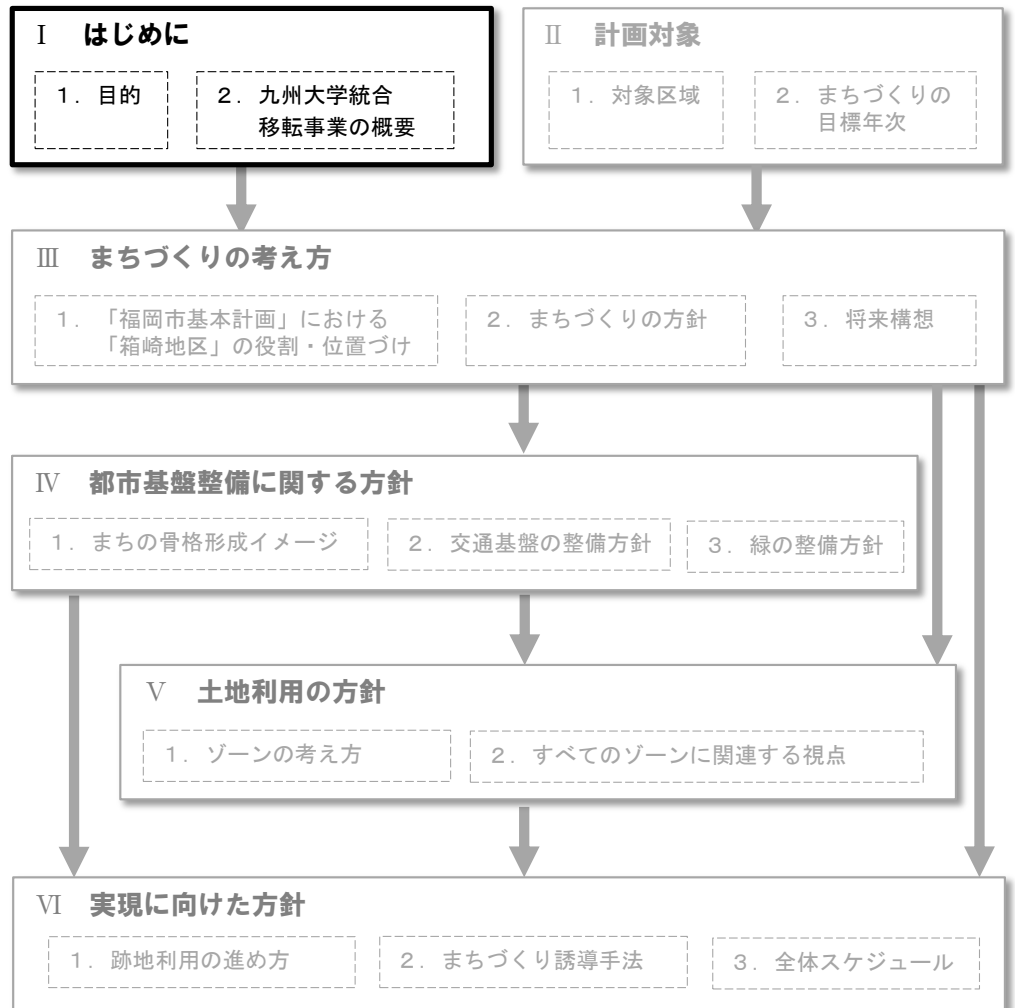 Ⅰ はじめに
1．目的
2．九州大学統合
移転事業の概要
Ⅱ 計画対象
1．対象区域
2．まちづくりの
目標年次
Ⅲ まちづくりの考え方
1．「福岡市基本計画」における
「箱崎地区」の役割・位置づけ
2．まちづくりの方針
3．将来構想
Ⅳ 都市基盤整備に関する方針
1．まちの骨格形成イメージ
2．交通基盤の整備方針
3．緑の整備方針
Ⅴ 土地利用の方針
1．ゾーンの考え方
2．すべてのゾーンに関連する視点
Ⅵ 実現に向けた方針
1．跡地利用の進め方
2．まちづくり誘導手法
3．全体スケジュール